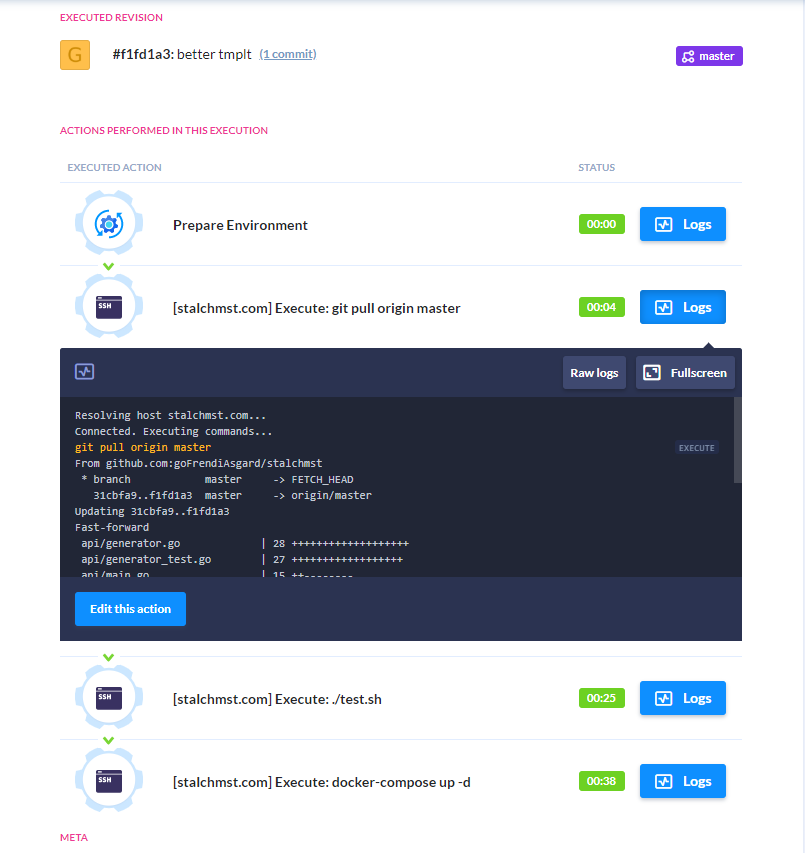 EXECUTED REVISION
G
#f1fd1a3: better tmplt (1 commit)
master
ACTIONS PERFORMED IN THIS EXECUTION
EXECUTED ACTION STATUS
Prepare Environment 00:00 Logs
SSH [stalchmst.com] Execute: git pull origin master 00:04 Logs
Raw logs Fullscreen
Resolving host stalchmst.com...
Connected. Executing commands...
git pull origin master EXECUTE
From github.com:goFrendiAsgard/stalchmst
* branch master -> FETCH_HEAD
31cbfa9..f1fd1a3 master -> origin/master
Updating 31cbfa9..f1fd1a3
Fast-forward
api/generator.go | 28 +++++++++++++++++++
api/generator_test.go | 27 ++++++++++++++++++
api/main.go | 15 ++--------
Edit this action
SSH [stalchmst.com] Execute: ./test.sh 00:25 Logs
SSH [stalchmst.com] Execute: docker-compose up -d 00:38 Logs
META